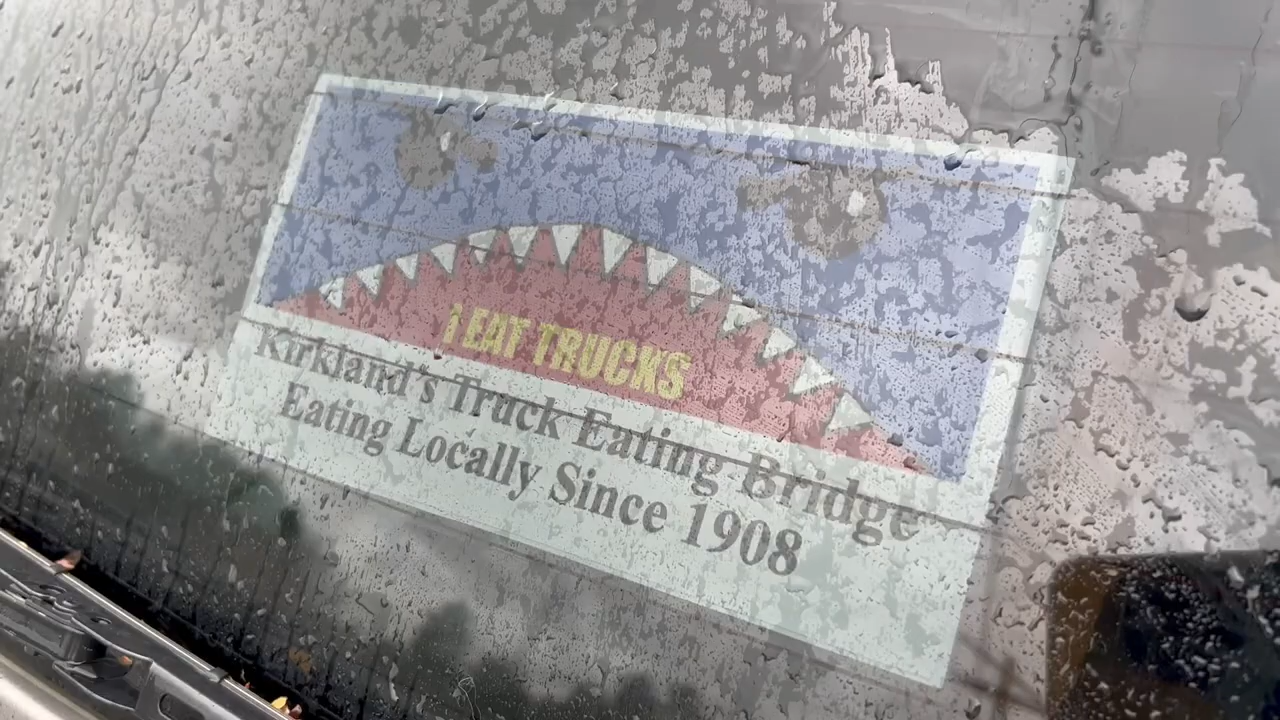 I EAT TRUCKS
Kirkland's Truck Eating Bridge
Eating Locally Since 1908